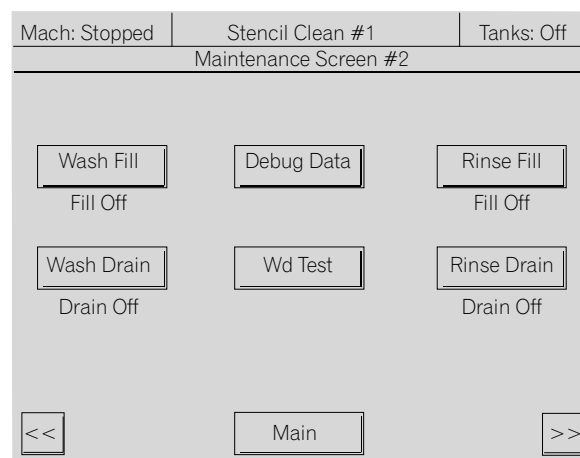 Mach: Stopped Stencil Clean #1 Tanks: Off
Maintenance Screen #2
Wash Fill Debug Data Rinse Fill
Fill Off Fill Off
Wash Drain Wd Test Rinse Drain
Drain Off Drain Off
<< Main >>